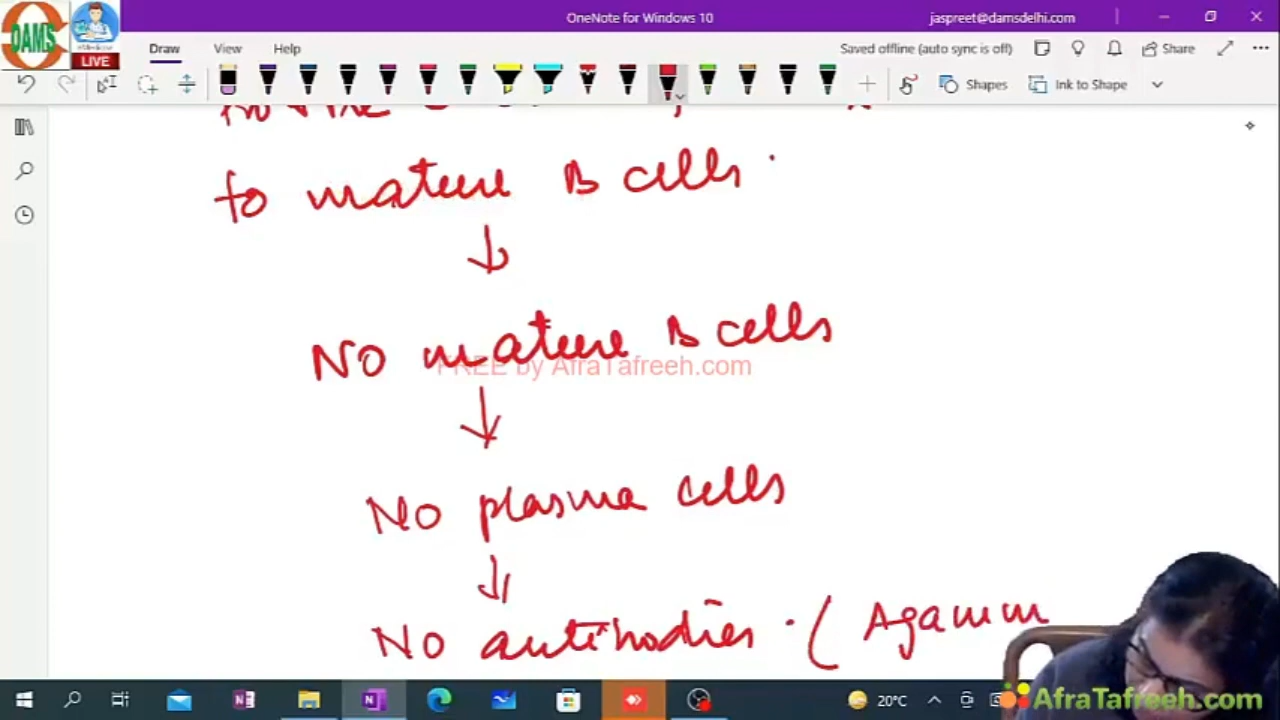 DAMS
eMedicoz
LIVE
OneNote for Windows 10
jaspreet@damsdelhi.com
Draw View Help
Saved offline (auto sync is off)
Share
Shapes
Ink to Shape
to mature B cells.
No mature B cells
FREE by AfraTafreeh.com
No plasma cells
No antibodies. (Agamm
20°C
AfraTafreeh.com